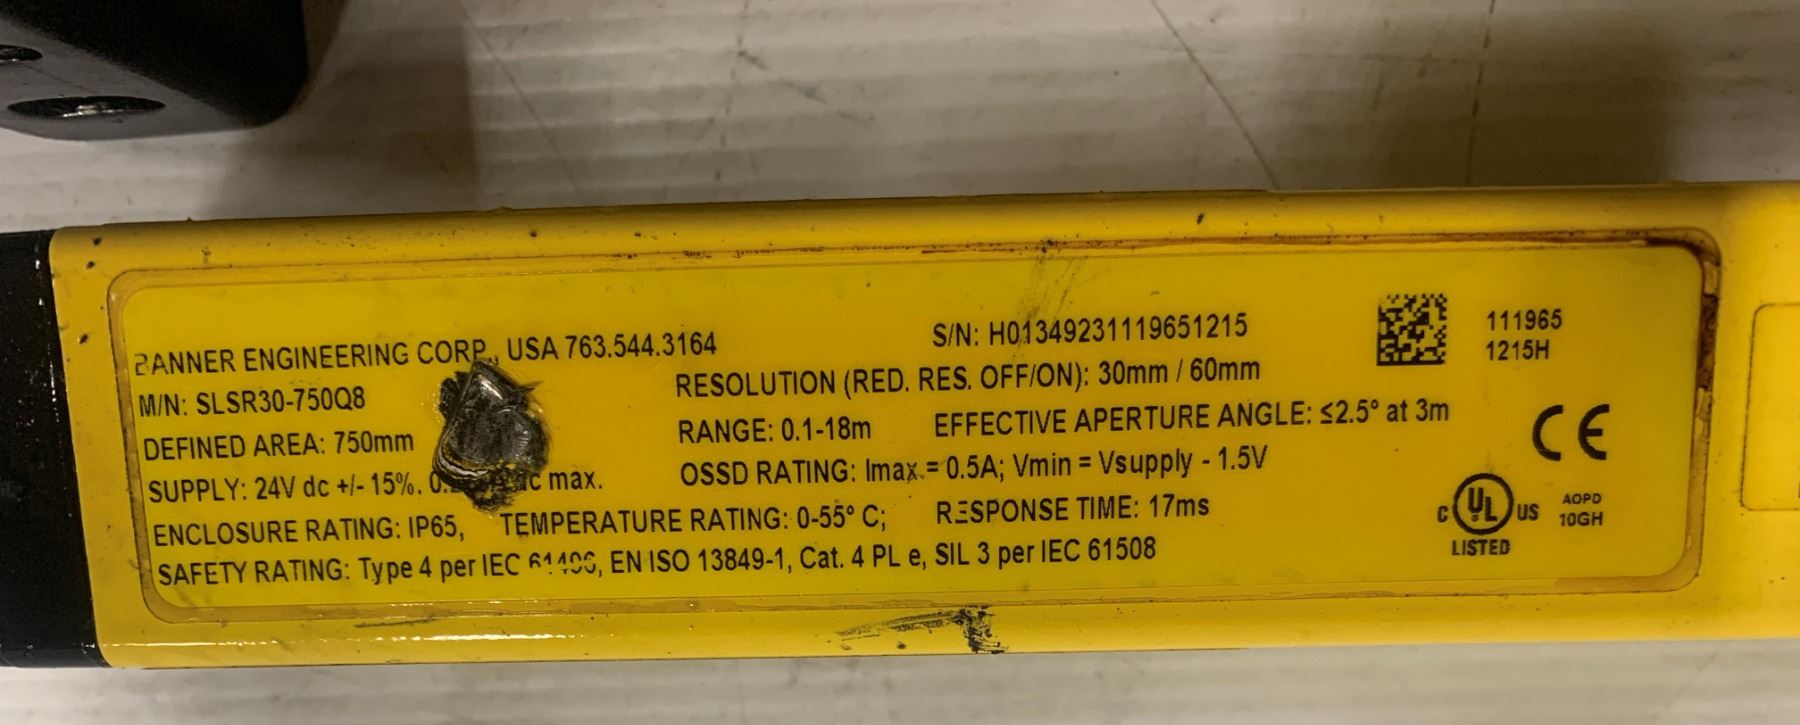 BANNER ENGINEERING CORP., USA 763.544.3164
S/N: H01349231119651215
111965
1215H
M/N: SLSR30-750Q8
RESOLUTION (RED. RES. OFF/ON): 30mm / 60mm
DEFINED AREA: 750mm
RANGE: 0.1-18m
EFFECTIVE APERTURE ANGLE: ≤2.5° at 3m
SUPPLY: 24V dc +/- 15%, max.
OSSD RATING: Imax. = 0.5A; Vmin = Vsupply - 1.5V
ENCLOSURE RATING: IP65,
TEMPERATURE RATING: 0-55° C;
RESPONSE TIME: 17ms
SAFETY RATING: Type 4 per IEC 61496, EN ISO 13849-1, Cat. 4 PL e, SIL 3 per IEC 61508
CE
C UL US
LISTED
AOPD
10GH